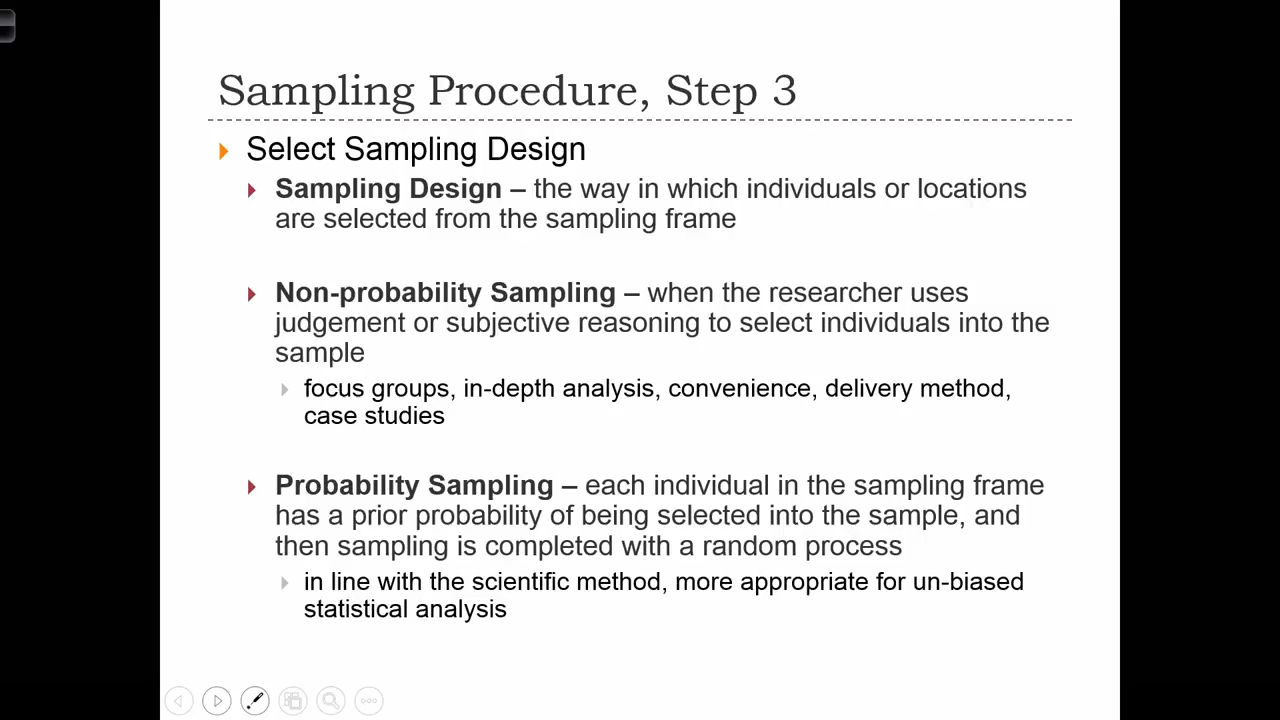 Sampling Procedure, Step 3
Select Sampling Design
Sampling Design – the way in which individuals or locations
are selected from the sampling frame
Non-probability Sampling – when the researcher uses
judgement or subjective reasoning to select individuals into the
sample
focus groups, in-depth analysis, convenience, delivery method,
case studies
Probability Sampling – each individual in the sampling frame
has a prior probability of being selected into the sample, and
then sampling is completed with a random process
in line with the scientific method, more appropriate for un-biased
statistical analysis